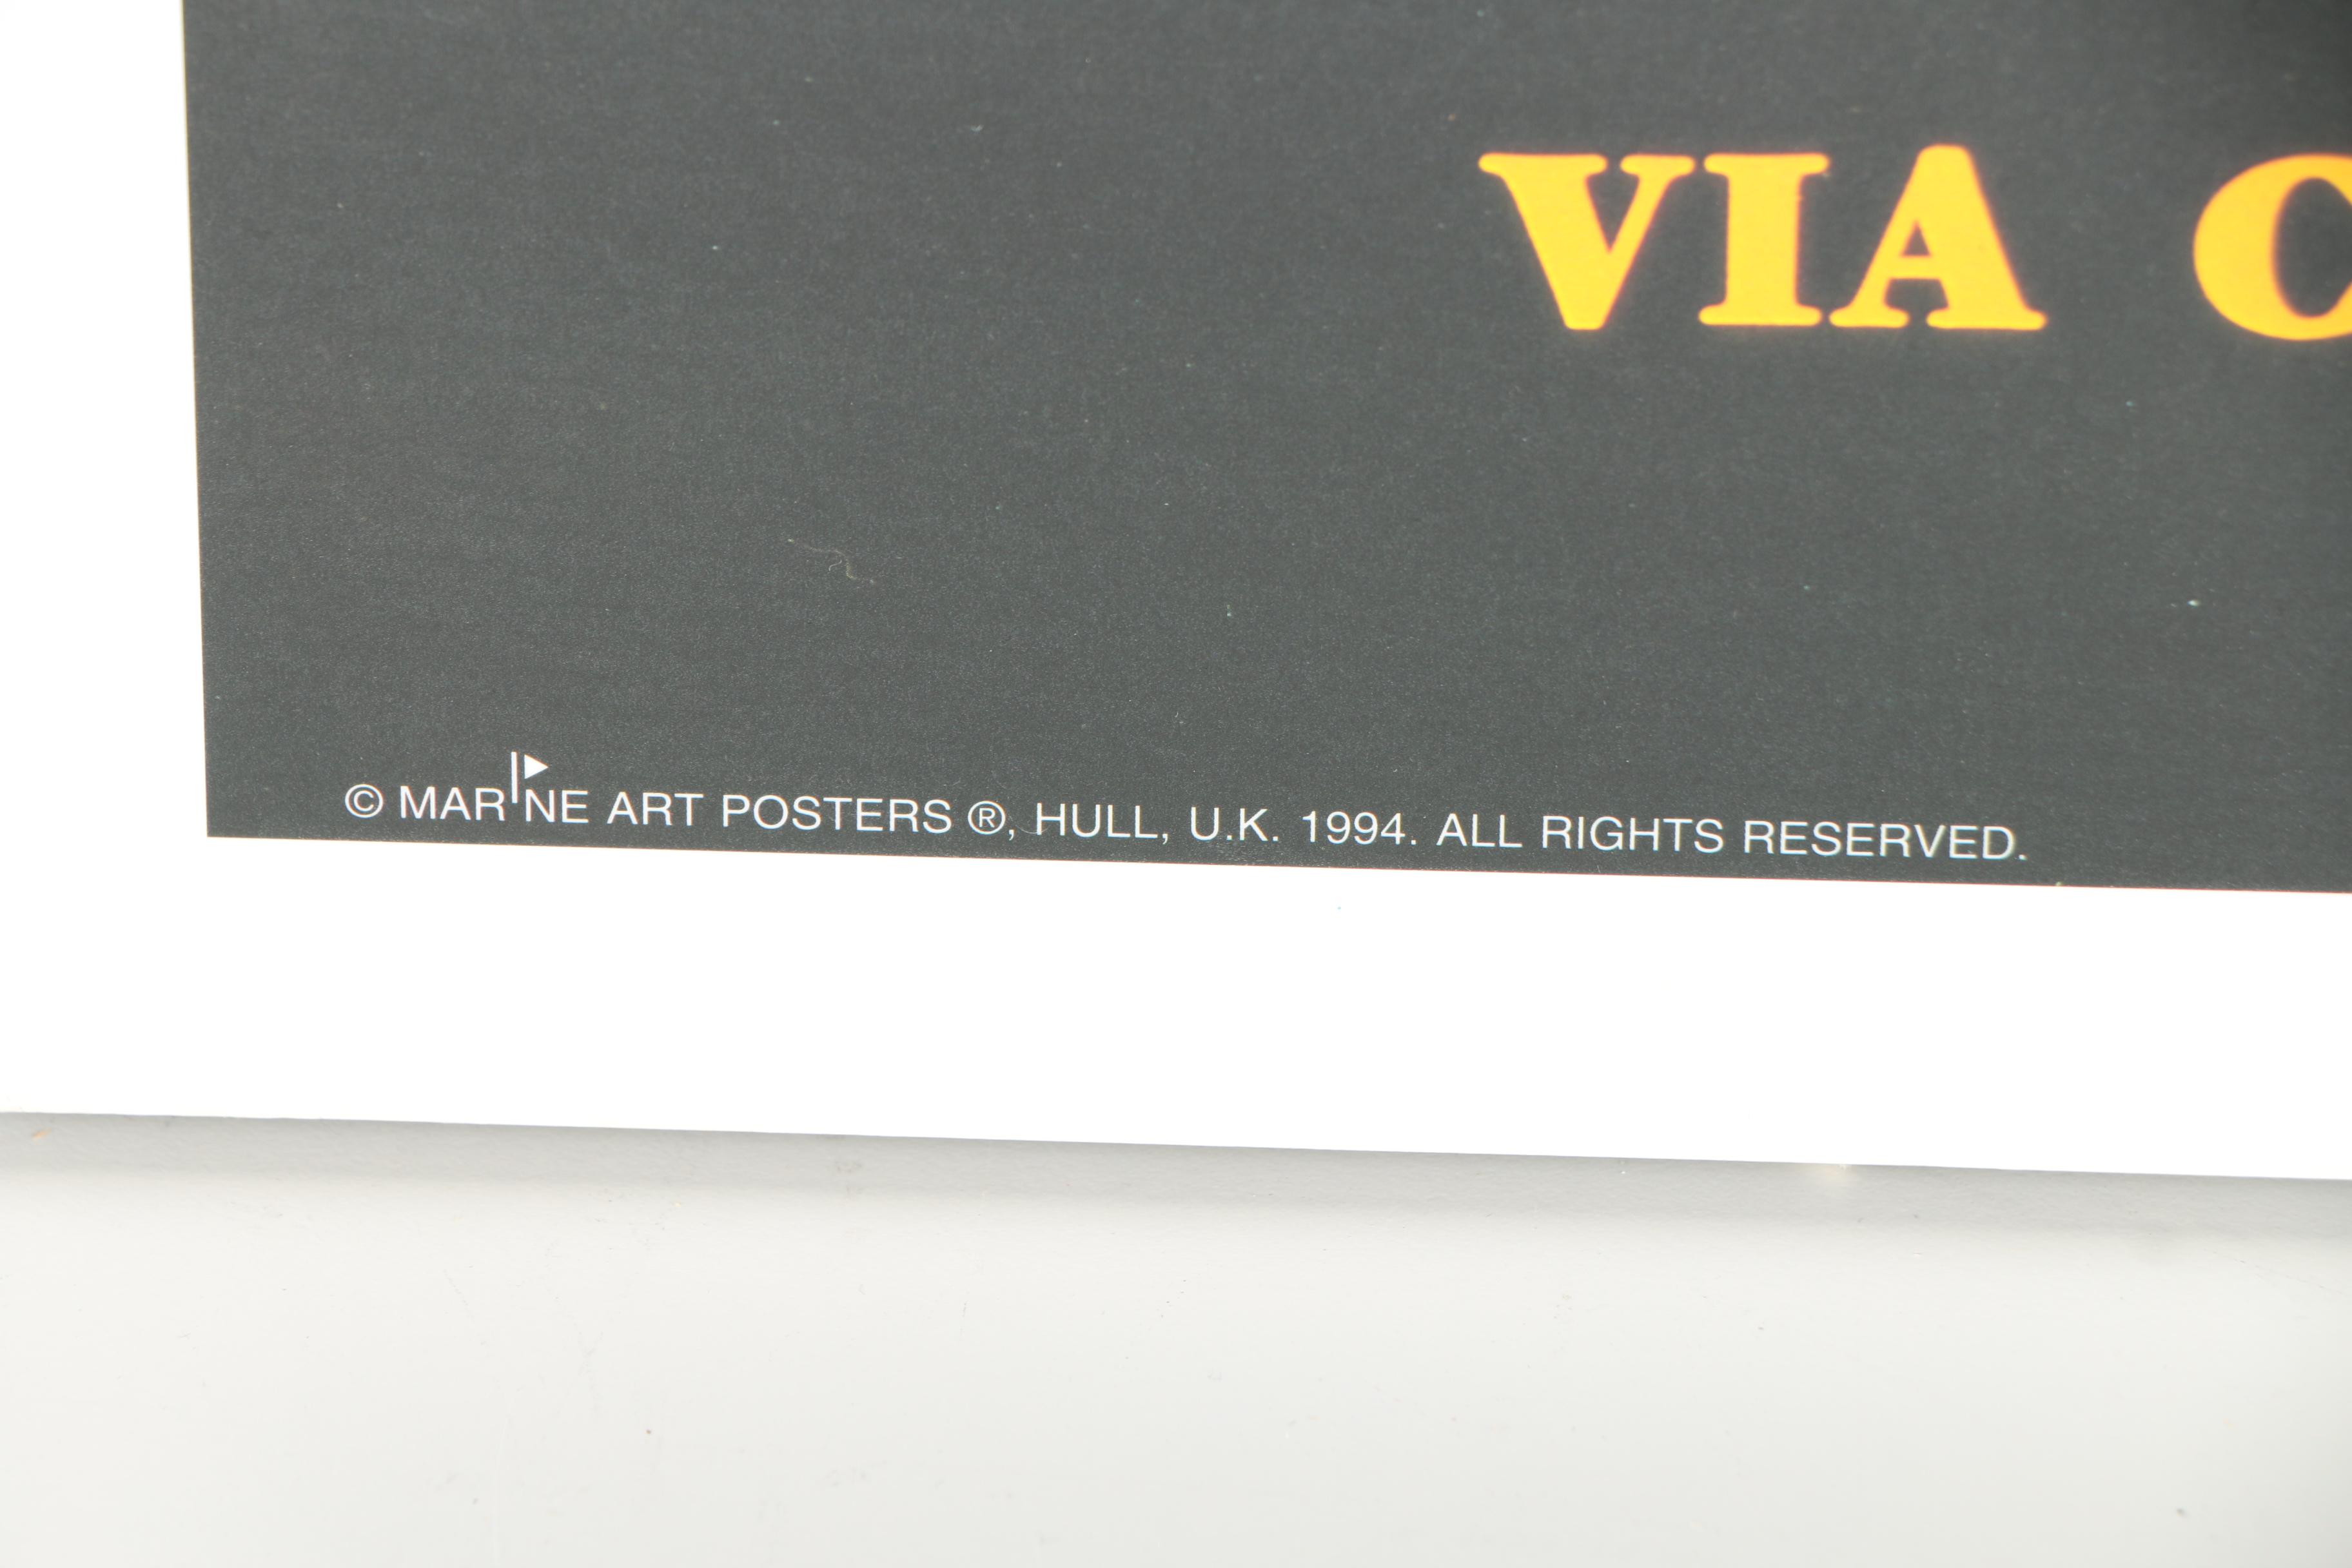 VIA C
© MARINE ART POSTERS ®, HULL, U.K. 1994. ALL RIGHTS RESERVED.